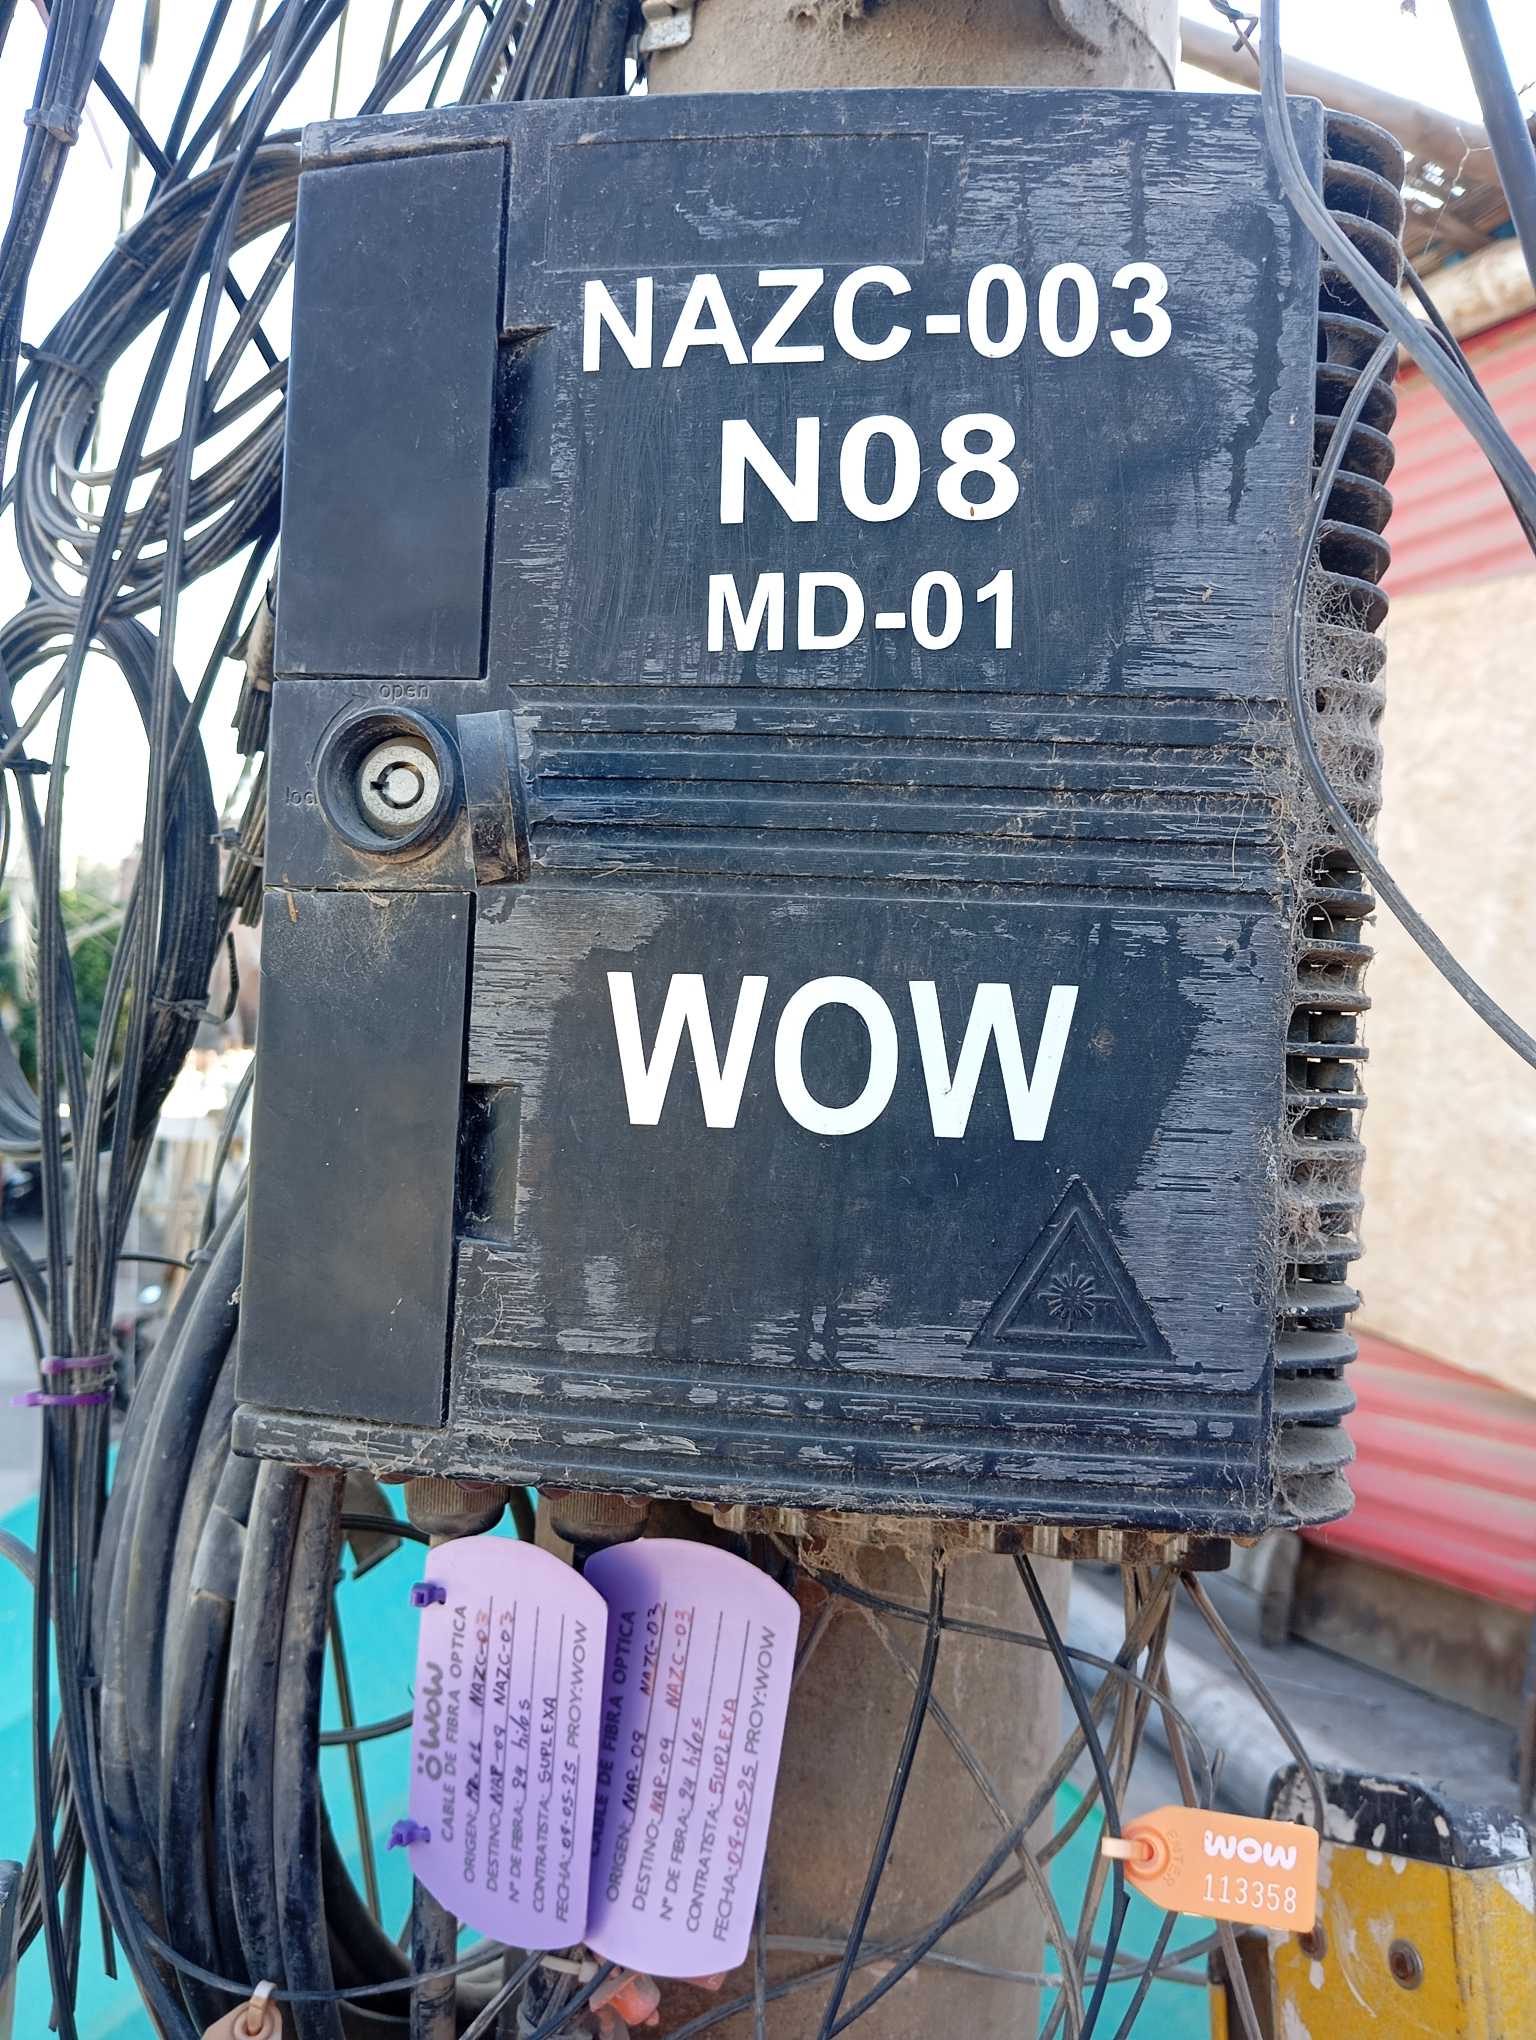 NAZC-003
N08
MD-01
open
WOW
WOW
CABLE DE FIBRA OPTICA
ORIGEN: NAZC-03
DESTINO: NAP-09 NAZC-03
N° DE FIBRA: 24 hilos
CONTRATISTA: SUPLEXA
FECHA: 09-05-25 PROY: WOW
DE FIBRA OPTICA
ORIGEN: NAP-09 NAZC-03
DESTINO: NAP-09 NAZC-03
N° DE FIBRA: 24 hilos
CONTRATISTA: SUPLEXA
FECHA: 09-05-25 PROY: WOW
WOW
113358